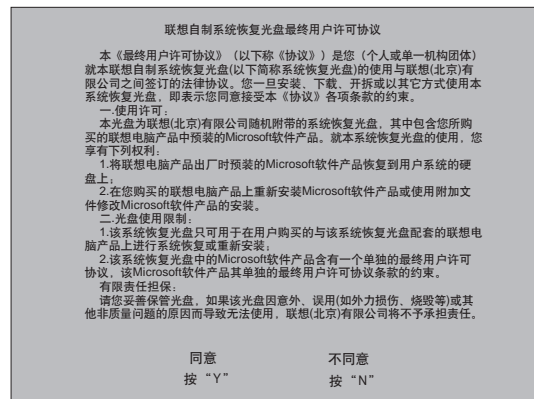 联想自制系统恢复光盘最终用户许可协议
本《最终用户许可协议》（以下称《协议》）是您（个人或单一机构团体）
就本联想自制系统恢复光盘(以下简称系统恢复光盘)的使用与联想(北京)有
限公司之间签订的法律协议。您一旦安装、下载、开拆或以其它方式使用本
系统恢复光盘，即表示您同意接受本《协议》各项条款的约束。
一.使用许可：
本光盘为联想(北京)有限公司随机附带的系统恢复光盘，其中包含您所购
买的联想电脑产品中预装的Microsoft软件产品。就本系统恢复光盘的使用，您
享有下列权利：
1.将联想电脑产品出厂时预装的Microsoft软件产品恢复到用户系统的硬
盘上；
2.在您购买的联想电脑产品上重新安装Microsoft软件产品或使用附加文
件修改Microsoft软件产品的安装。
二.光盘使用限制：
1.该系统恢复光盘只可用于在用户购买的与该系统恢复光盘配套的联想电
脑产品上进行系统恢复或重新安装；
2.该系统恢复光盘中的Microsoft软件产品含有一个单独的最终用户许可
协议，该Microsoft软件产品其单独的最终用户许可协议条款的约束。
有限责任担保：
请您妥善保管光盘，如果该光盘因意外、误用(如外力损伤、烧毁等)或其
他非质量问题的原因而导致无法使用，联想(北京)有限公司将不予承担责任。
同意 不同意
按“Y” 按“N”